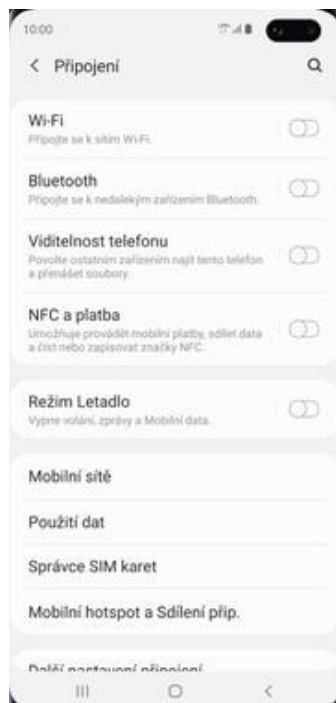 10:00
Připojení
Wi-Fi
Připojte se k sítím Wi-Fi.
Bluetooth
Připojte se k nedalekým zařízením Bluetooth.
Viditelnost telefonu
Povolte ostatním zařízením najít tento telefon
a přenášet soubory.
NFC a platba
Umožňuje provádět mobilní platby, sdílet data
a číst nebo zapisovat značky NFC.
Režim Letadlo
Vypne volání, zprávy a Mobilní data.
Mobilní sítě
Použití dat
Správce SIM karet
Mobilní hotspot a Sdílení přip.
Další nastavení připojení